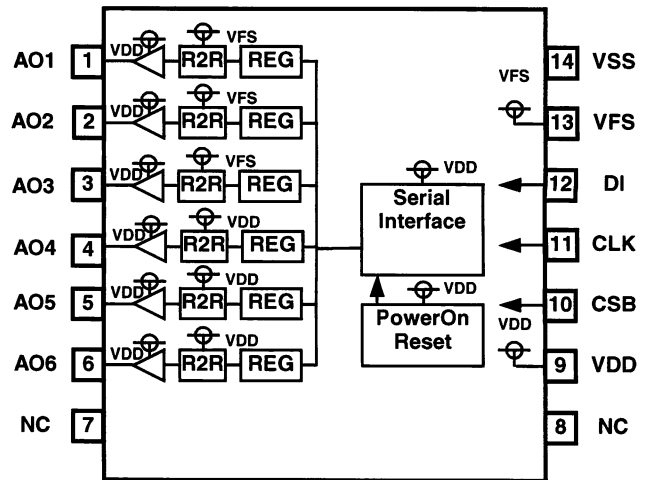 VFS
AO1 1 VDD R2R REG 14 VSS
VFS
VFS
AO2 2 VDD R2R REG 13 VFS
VFS
AO3 3 VDD R2R REG VDD 12 DI
Serial
Interface
VDD
AO4 4 VDD R2R REG 11 CLK
VDD
AO5 5 VDD R2R REG VDD 10 CSB
PowerOn
Reset
VDD
VDD
AO6 6 VDD R2R REG 9 VDD
NC 7 8 NC